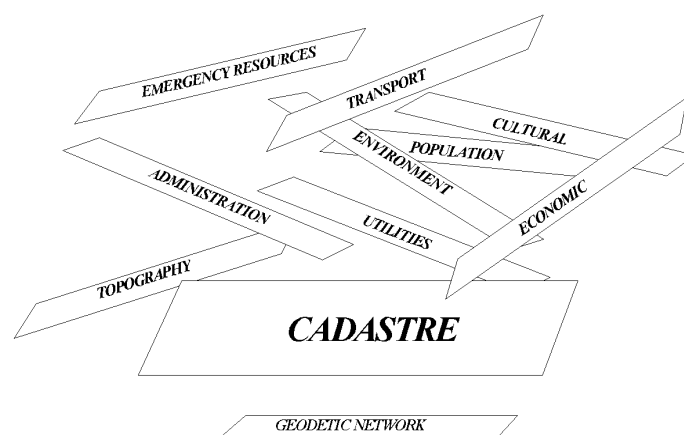 EMERGENCY RESOURCES
TRANSPORT
CULTURAL
POPULATION
ENVIRONMENT
ADMINISTRATION
ECONOMIC
UTILITIES
TOPOGRAPHY
CADASTRE
GEODETIC NETWORK